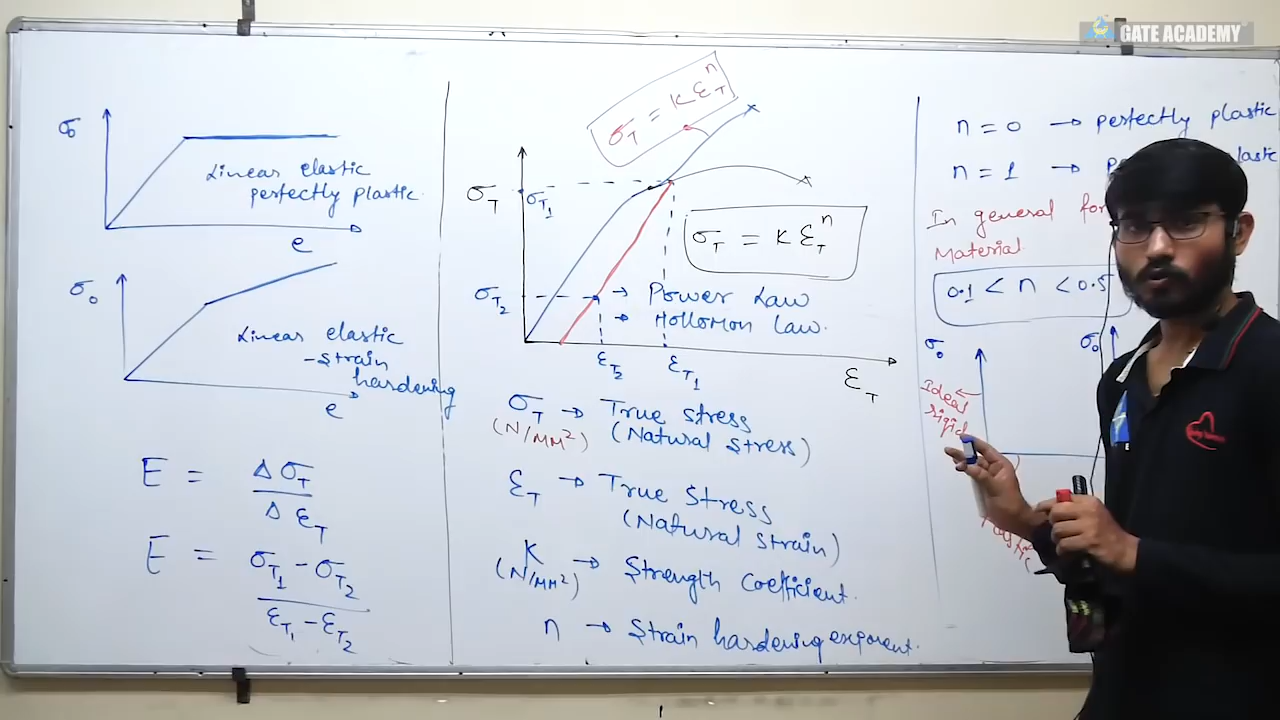 GATE ACADEMY
σ₀
Linear elastic
perfectly plastic.
e
σ₀
Linear elastic
-strain
hardening
e
E = Δσ_T / Δε_T
E = σ_T₁ - σ_T₂ / ε_T₁ - ε_T₂
σ_T = K ε_T^n
σ_T
σ_T₁
σ_T = K ε_T^n
σ_T₂
→ Power Law
→ Hollomon Law.
ε_T₂
ε_T₁
ε_T
σ_T → True stress
(N/MM²) (Natural stress)
ε_T → True stress
(Natural strain)
K → Strength coefficient.
(N/MM²)
n → Strain hardening exponent.
n = 0 → perfectly plastic
n = 1 →
In general for
Material.
0.1 < n < 0.5
σ₀
σ₀
Ideal
rigid